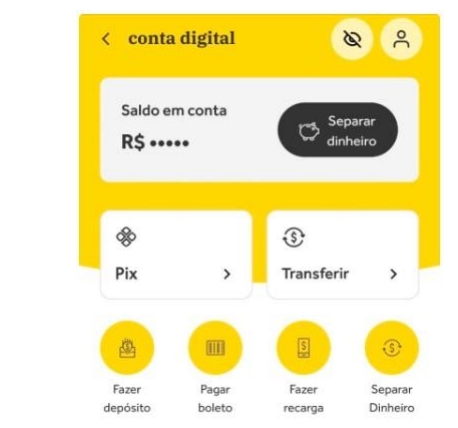 conta digital
Saldo em conta
R$ •••••
Separar
dinheiro
Pix
Transferir
Fazer
depósito
Pagar
boleto
Fazer
recarga
Separar
Dinheiro